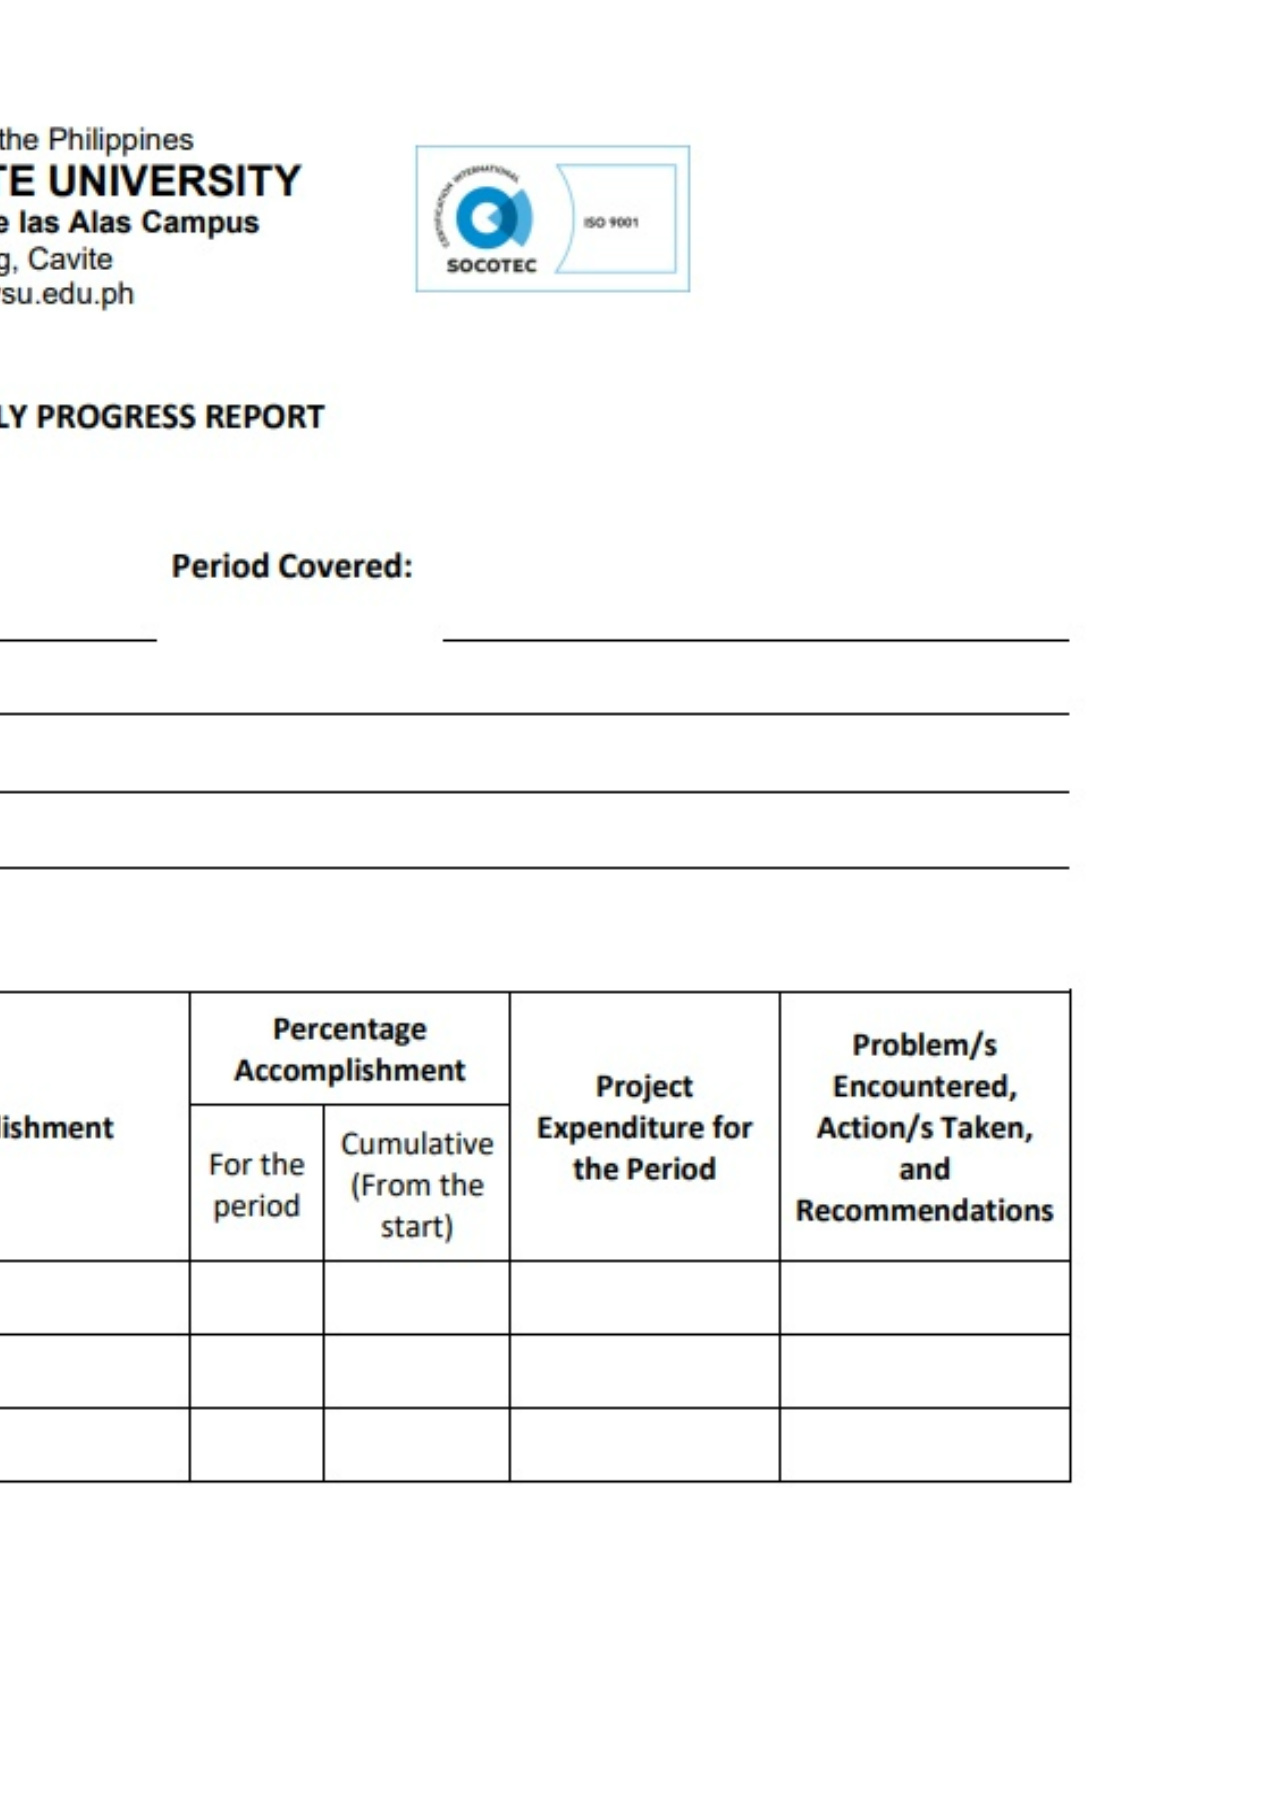 the Philippines
TE UNIVERSITY
e las Alas Campus
g, Cavite
su.edu.ph
CERTIFICATION INTERNATIONAL
SOCOTEC
ISO 9001
LY PROGRESS REPORT
Period Covered:
lishment
Percentage
Accomplishment
For the
period
Cumulative
(From the
start)
Project
Expenditure for
the Period
Problem/s
Encountered,
Action/s Taken,
and
Recommendations